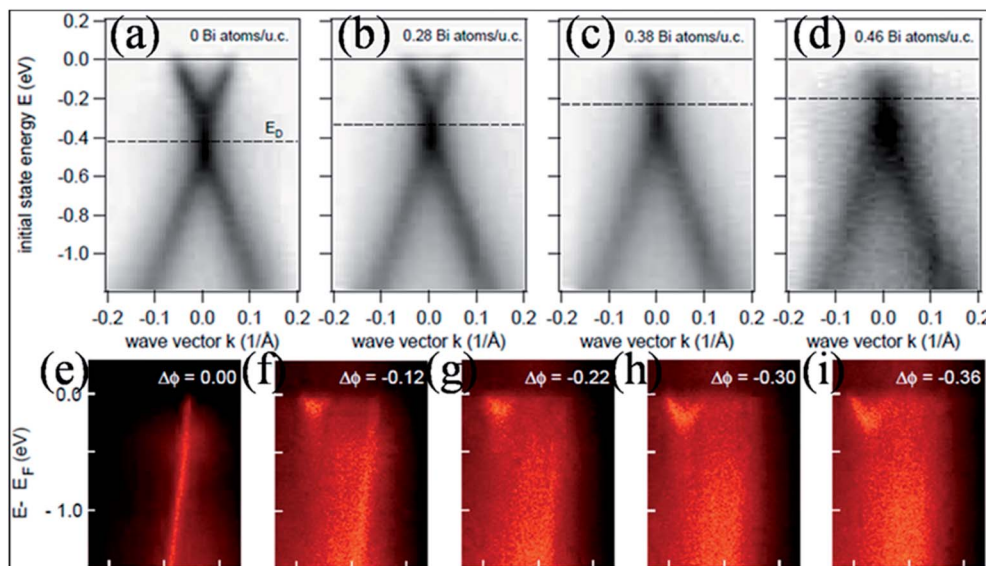 (a) 0 Bi atoms/u.c.
(b) 0.28 Bi atoms/u.c.
(c) 0.38 Bi atoms/u.c.
(d) 0.46 Bi atoms/u.c.
initial state energy E (eV)
0.2
0.0
-0.2
-0.4
-0.6
-0.8
-1.0
E_D
-0.2 -0.1 0.0 0.1 0.2
wave vector k (1/Å)
-0.2 -0.1 0.0 0.1 0.2
wave vector k (1/Å)
-0.2 -0.1 0.0 0.1 0.2
wave vector k (1/Å)
-0.2 -0.1 0.0 0.1 0.2
wave vector k (1/Å)
(e) Δϕ = 0.00
(f) Δϕ = -0.12
(g) Δϕ = -0.22
(h) Δϕ = -0.30
(i) Δϕ = -0.36
E- E_F (eV)
0.0
- 1.0